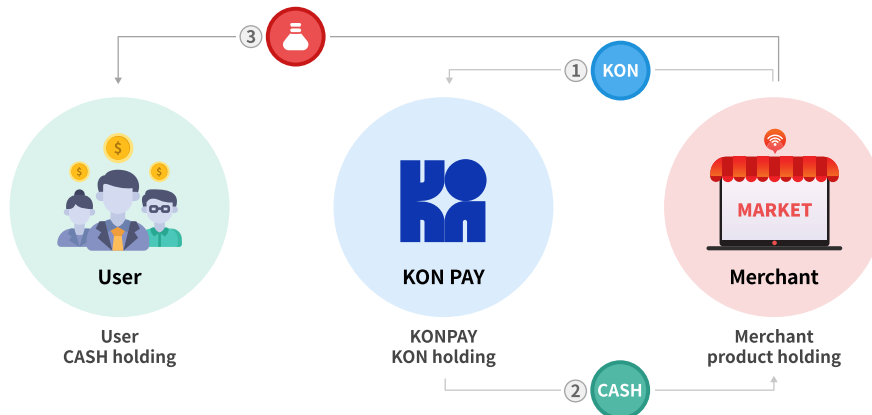 3
1
KON
$
$
$
KOnn
MARKET
User
KON PAY
Merchant
User
CASH holding
KONPAY
KON holding
Merchant
product holding
2
CASH